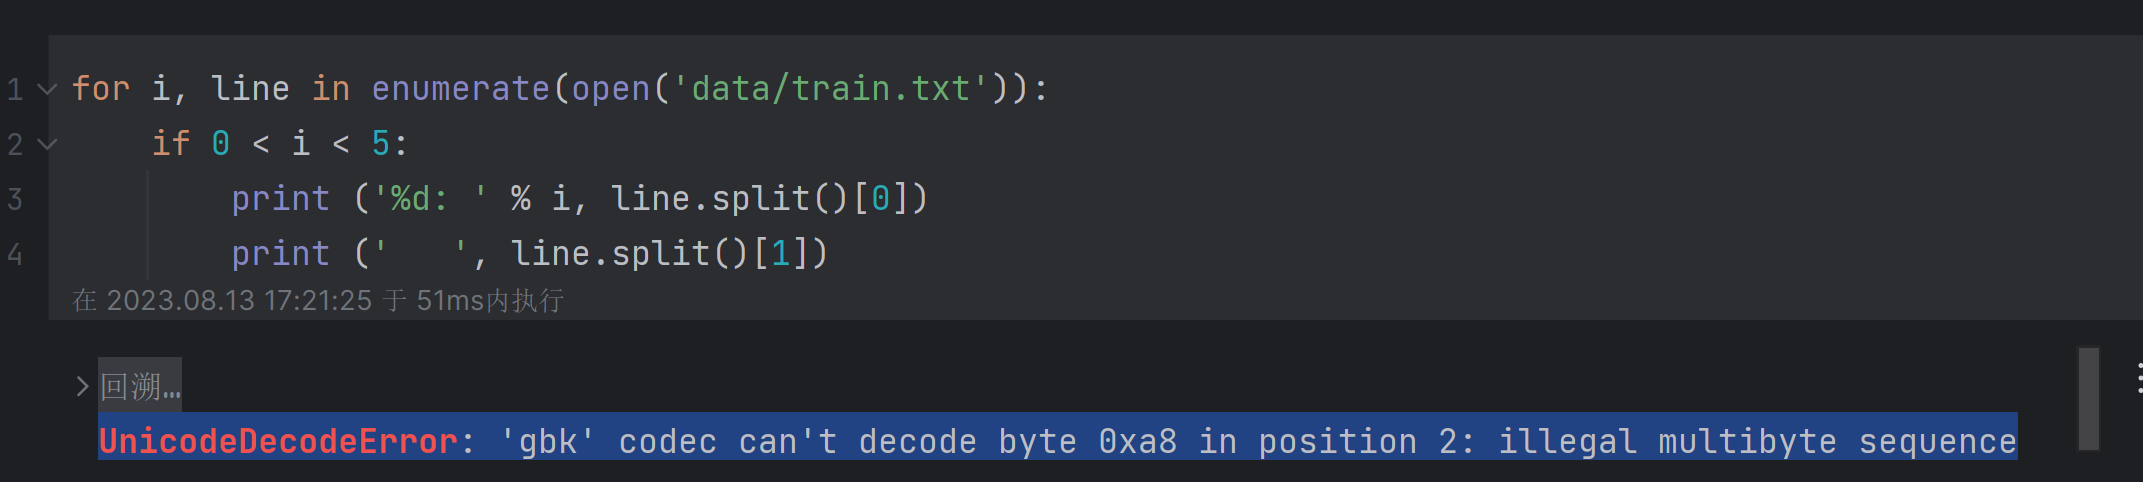 1 for i, line in enumerate(open('data/train.txt')):
2     if 0 < i < 5:
3         print ('%d: ' % i, line.split()[0])
4         print ('   ', line.split()[1])
在 2023.08.13 17:21:25 于 51ms内执行
回溯…
UnicodeDecodeError: 'gbk' codec can't decode byte 0xa8 in position 2: illegal multibyte sequence